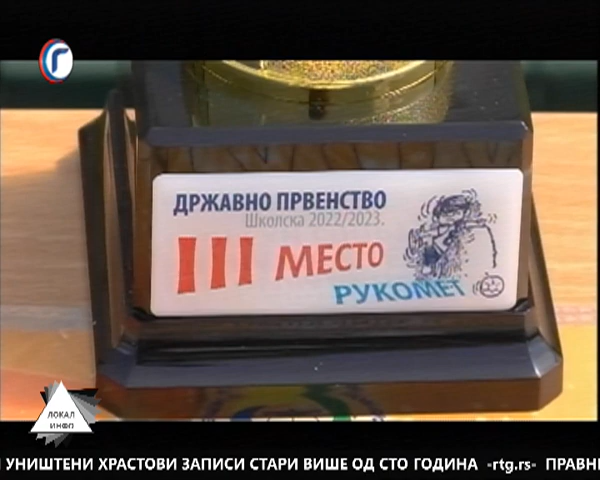 ДРЖАВНО ПРВЕНСТВО
Школска 2022/2023.
III МЕСТО
РУКОМЕТ
ЛОКАЛ
ИНФО
УНИШТЕНИ ХРАСТОВИ ЗАПИСИ СТАРИ ВИШЕ ОД СТО ГОДИНА -rtg.rs- ПРАВН